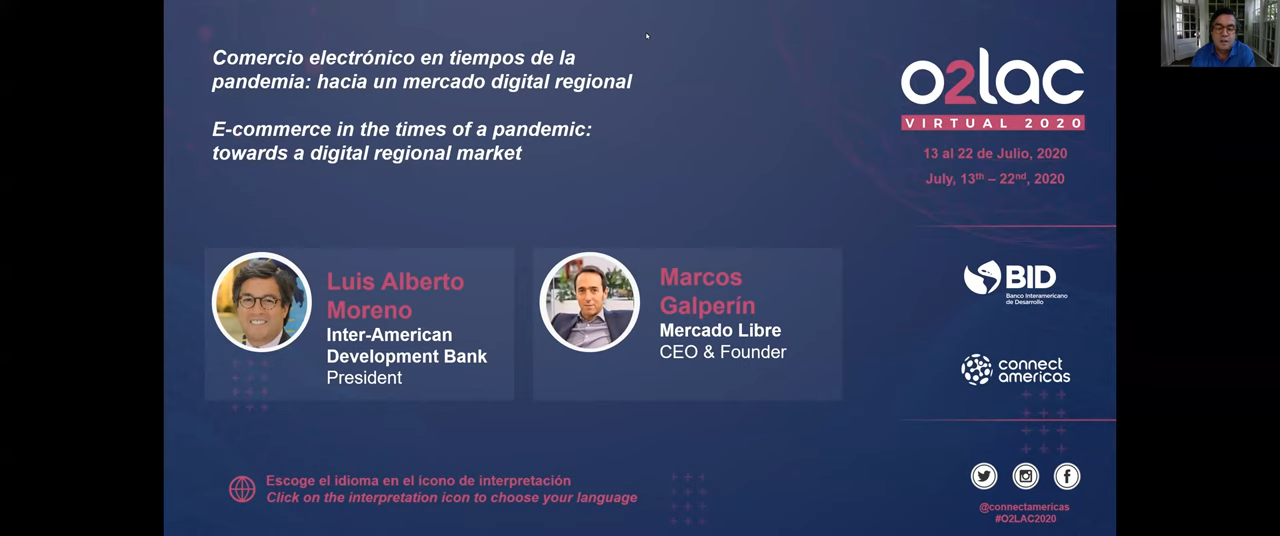 Comercio electrónico en tiempos de la
pandemia: hacia un mercado digital regional
E-commerce in the times of a pandemic:
towards a digital regional market
o2lac
VIRTUAL 2020
13 al 22 de Julio, 2020
July, 13th – 22nd, 2020
Luis Alberto
Moreno
Inter-American
Development Bank
President
Marcos
Galperín
Mercado Libre
CEO & Founder
BID
Banco Interamericano
de Desarrollo
connect
americas
Escoge el idioma en el ícono de interpretación
Click on the interpretation icon to choose your language
@connectamericas
#O2LAC2020